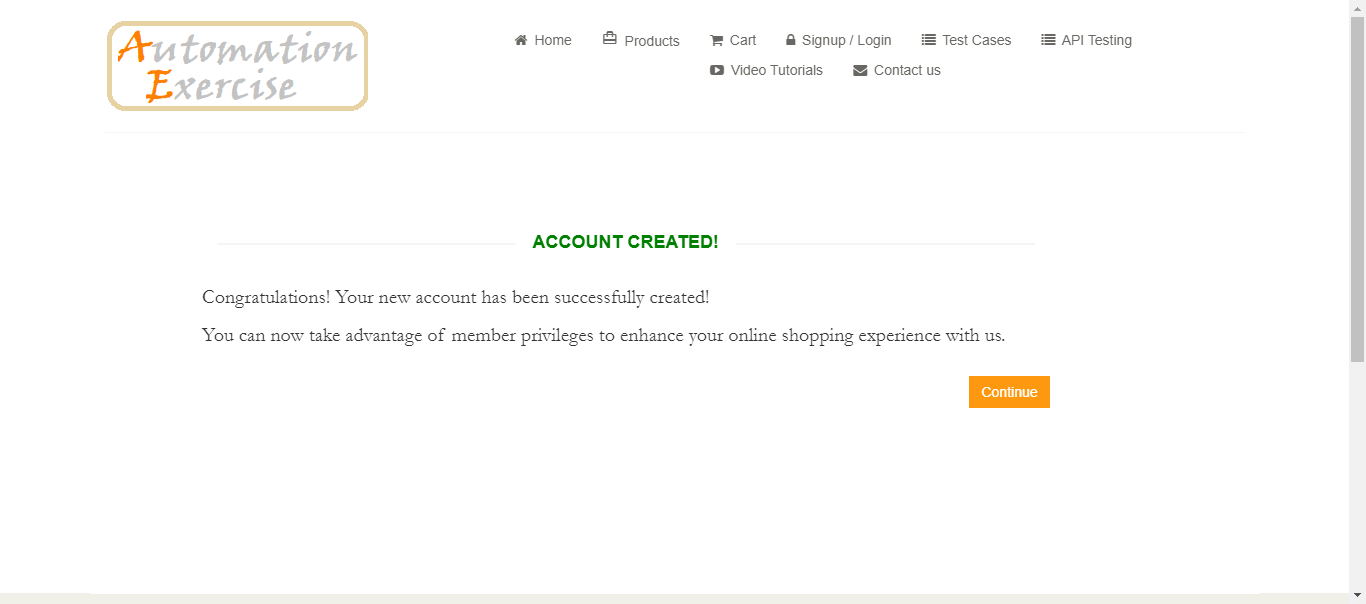 Automation
Exercise
Home
Products
Cart
Signup / Login
Test Cases
API Testing
Video Tutorials
Contact us
ACCOUNT CREATED!
Congratulations! Your new account has been successfully created!
You can now take advantage of member privileges to enhance your online shopping experience with us.
Continue